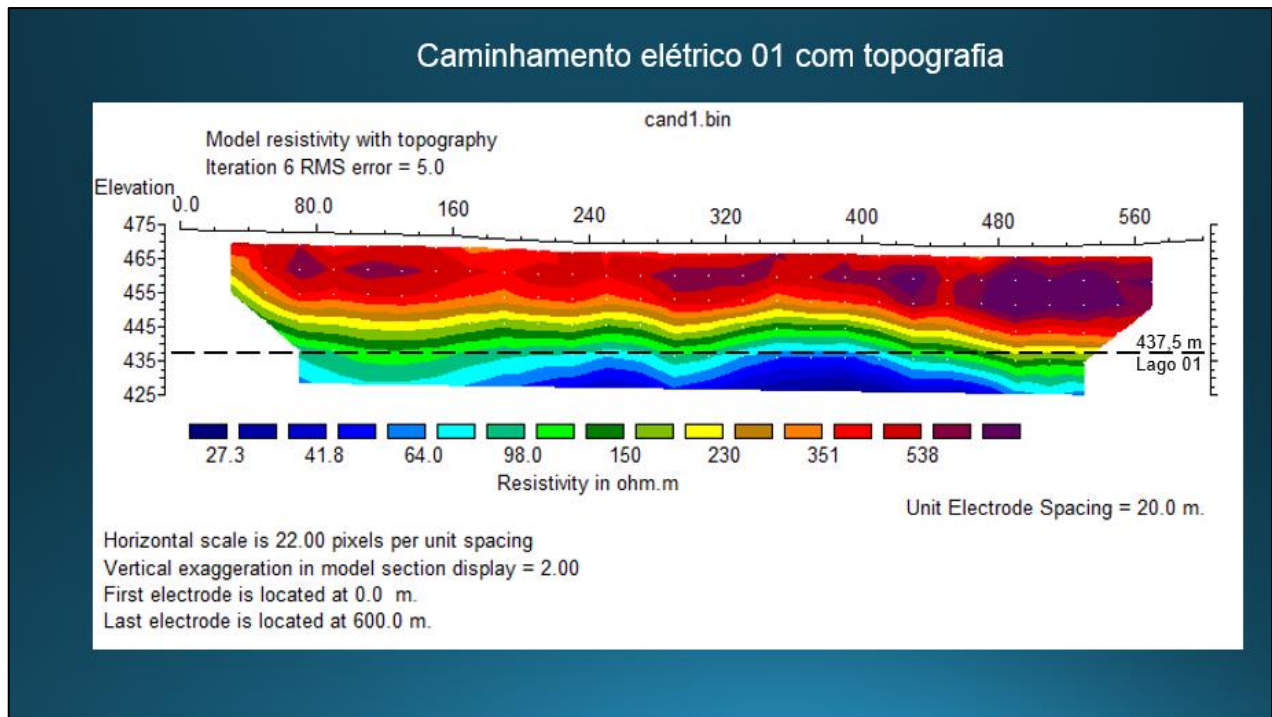 Caminhamento elétrico 01 com topografia
cand1.bin
Model resistivity with topography
Iteration 6 RMS error = 5.0
Elevation
0.0 80.0 160 240 320 400 480 560
475
465
455
445
435
425
437,5 m
Lago 01
27.3 41.8 64.0 98.0 150 230 351 538
Resistivity in ohm.m
Unit Electrode Spacing = 20.0 m.
Horizontal scale is 22.00 pixels per unit spacing
Vertical exaggeration in model section display = 2.00
First electrode is located at 0.0 m.
Last electrode is located at 600.0 m.